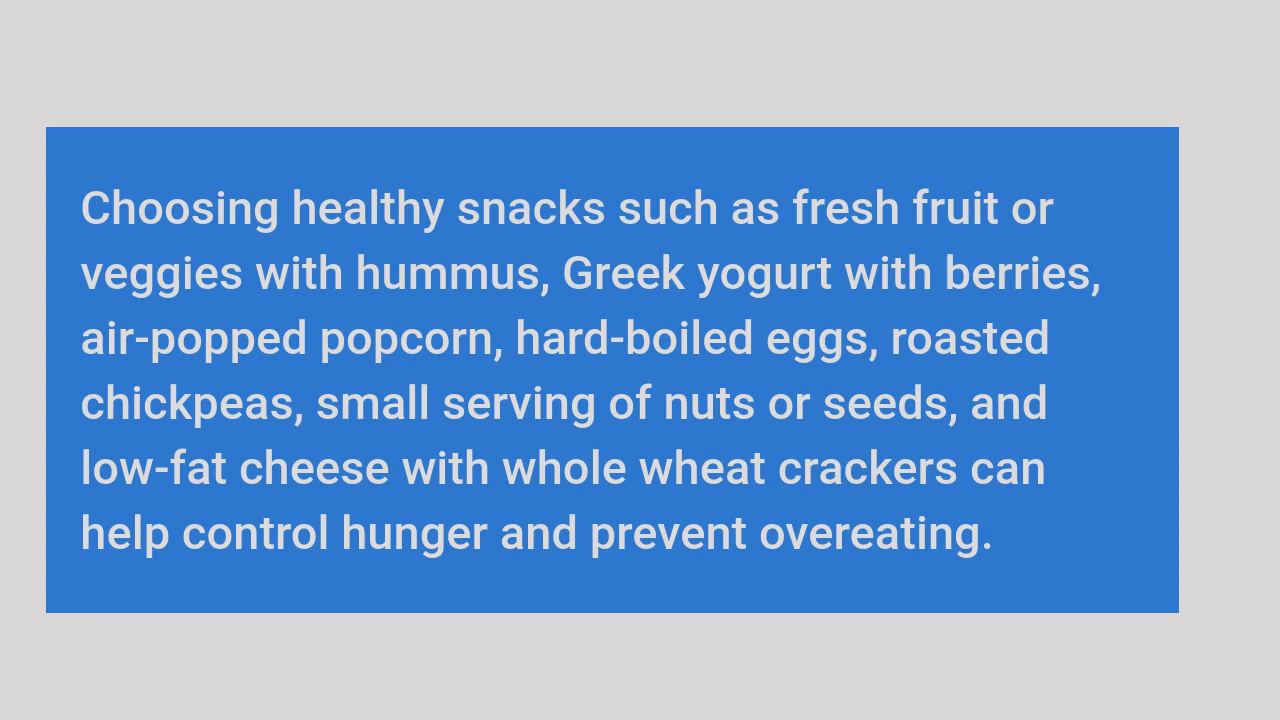 Choosing healthy snacks such as fresh fruit or
veggies with hummus, Greek yogurt with berries,
air-popped popcorn, hard-boiled eggs, roasted
chickpeas, small serving of nuts or seeds, and
low-fat cheese with whole wheat crackers can
help control hunger and prevent overeating.